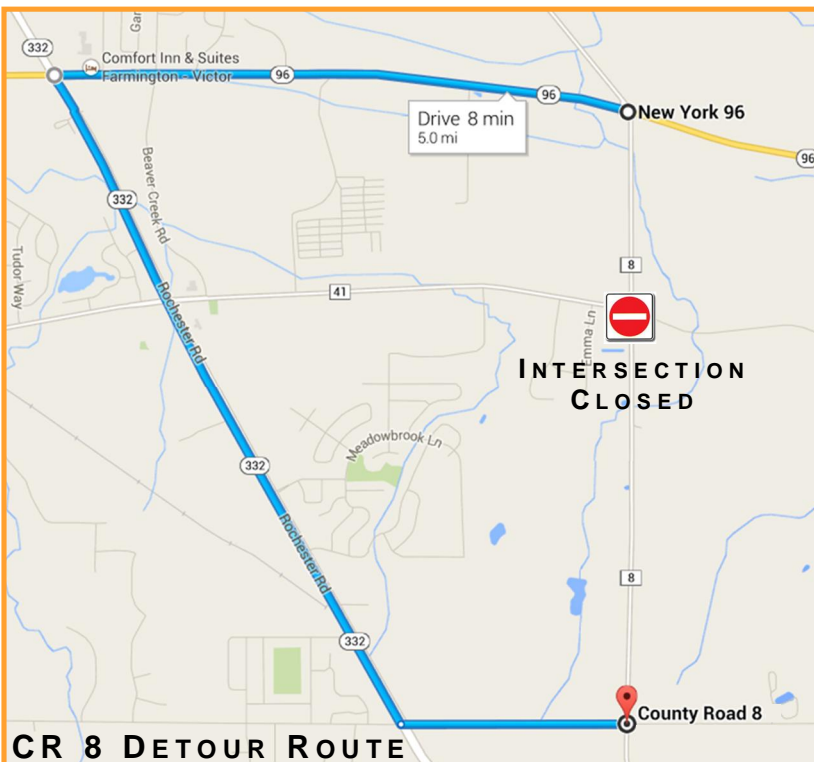 332
Gar
Comfort Inn & Suites
Farmington - Victor
96
96
New York 96
Drive 8 min
5.0 mi
96
Beaver Creek Rd
332
Tudor Way
8
41
Rochester Rd
Emma Ln
INTERSECTION
CLOSED
Meadowbrook Ln
332
Rochester Rd
8
332
County Road 8
CR 8 DETOUR ROUTE